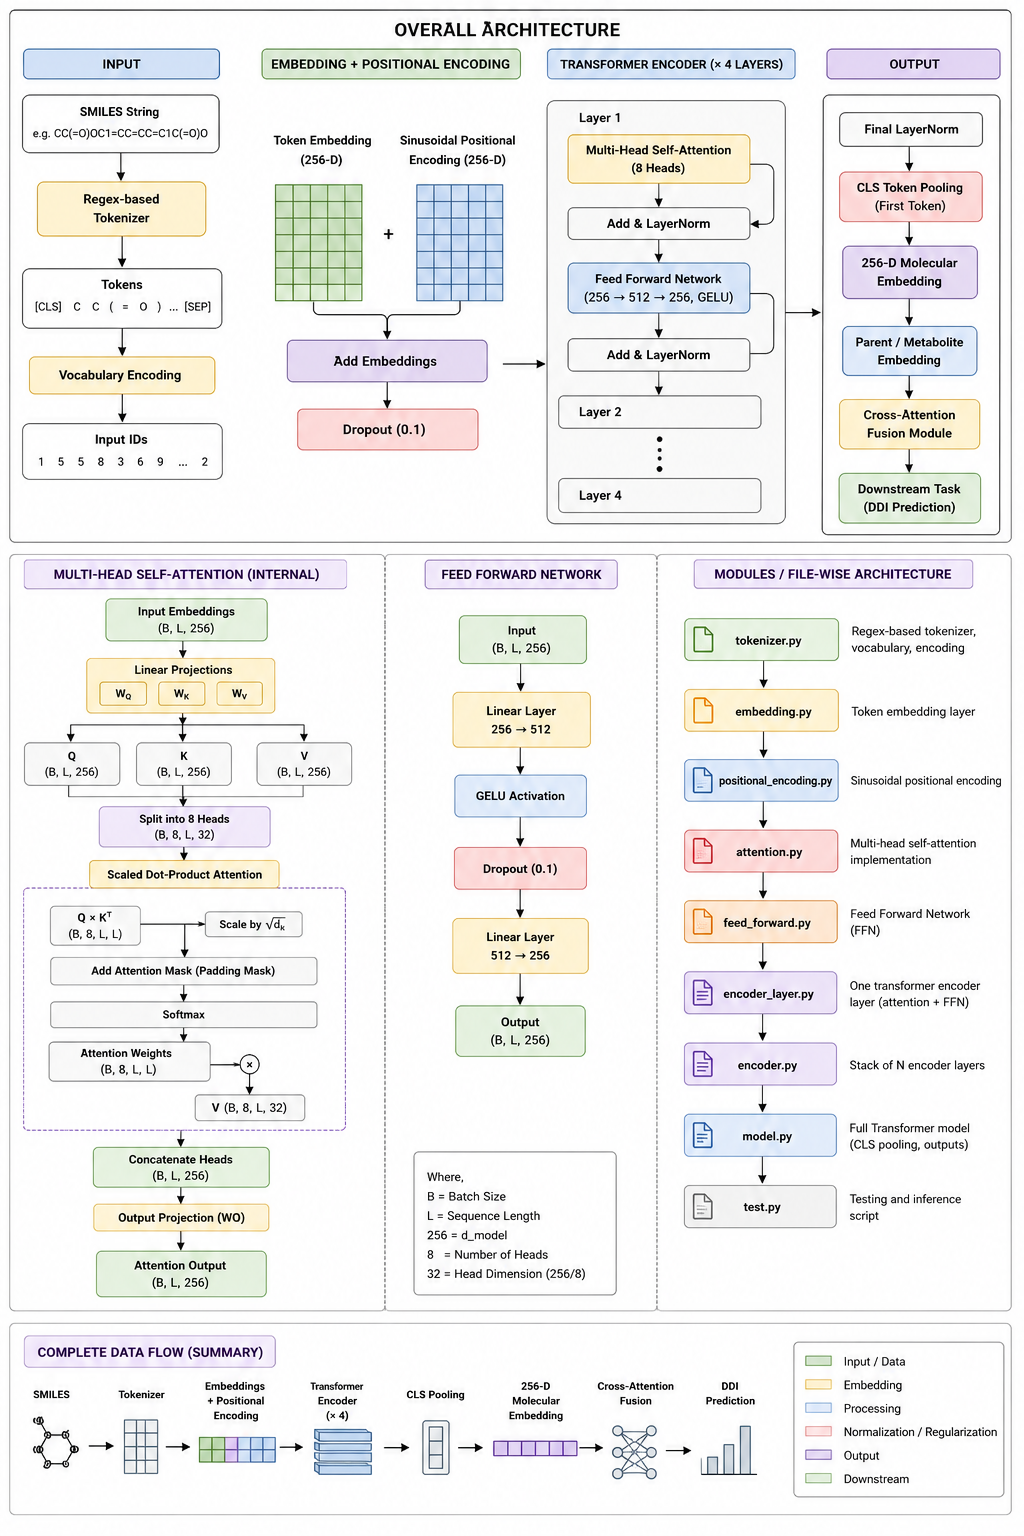 OVERALL ARCHITECTURE
INPUT
SMILES String
e.g. CC(=O)OC1=CC=CC=C1C(=O)O
Regex-based
Tokenizer
Tokens
[CLS] C C ( = O ) ... [SEP]
Vocabulary Encoding
Input IDs
1 5 5 8 3 6 9 ... 2
EMBEDDING + POSITIONAL ENCODING
Token Embedding
(256-D)
Sinusoidal Positional
Encoding (256-D)
+
Add Embeddings
Dropout (0.1)
TRANSFORMER ENCODER (× 4 LAYERS)
Layer 1
Multi-Head Self-Attention
(8 Heads)
Add & LayerNorm
Feed Forward Network
(256 → 512 → 256, GELU)
Add & LayerNorm
Layer 2
Layer 4
OUTPUT
Final LayerNorm
CLS Token Pooling
(First Token)
256-D Molecular
Embedding
Parent / Metabolite
Embedding
Cross-Attention
Fusion Module
Downstream Task
(DDI Prediction)
MULTI-HEAD SELF-ATTENTION (INTERNAL)
Input Embeddings
(B, L, 256)
Linear Projections
W_Q W_K W_V
Q
(B, L, 256)
K
(B, L, 256)
V
(B, L, 256)
Split into 8 Heads
(B, 8, L, 32)
Scaled Dot-Product Attention
Q × K^T
(B, 8, L, L)
Scale by √d_k
Add Attention Mask (Padding Mask)
Softmax
Attention Weights
(B, 8, L, L)
×
V (B, 8, L, 32)
Concatenate Heads
(B, L, 256)
Output Projection (WO)
Attention Output
(B, L, 256)
FEED FORWARD NETWORK
Input
(B, L, 256)
Linear Layer
256 → 512
GELU Activation
Dropout (0.1)
Linear Layer
512 → 256
Output
(B, L, 256)
Where,
B = Batch Size
L = Sequence Length
256 = d_model
8 = Number of Heads
32 = Head Dimension (256/8)
MODULES / FILE-WISE ARCHITECTURE
tokenizer.py
Regex-based tokenizer,
vocabulary, encoding
embedding.py
Token embedding layer
positional_encoding.py
Sinusoidal positional encoding
attention.py
Multi-head self-attention
implementation
feed_forward.py
Feed Forward Network
(FFN)
encoder_layer.py
One transformer encoder
layer (attention + FFN)
encoder.py
Stack of N encoder layers
model.py
Full Transformer model
(CLS pooling, outputs)
test.py
Testing and inference
script
COMPLETE DATA FLOW (SUMMARY)
SMILES
Tokenizer
Embeddings
+ Positional
Encoding
Transformer
Encoder
(× 4)
CLS Pooling
256-D
Molecular
Embedding
Cross-Attention
Fusion
DDI
Prediction
Input / Data
Embedding
Processing
Normalization / Regularization
Output
Downstream